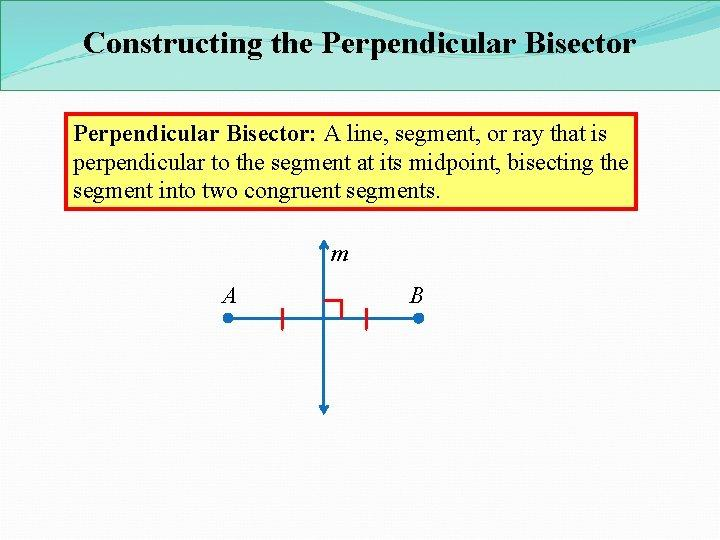 Constructing the Perpendicular Bisector
Perpendicular Bisector: A line, segment, or ray that is
perpendicular to the segment at its midpoint, bisecting the
segment into two congruent segments.
m
A B